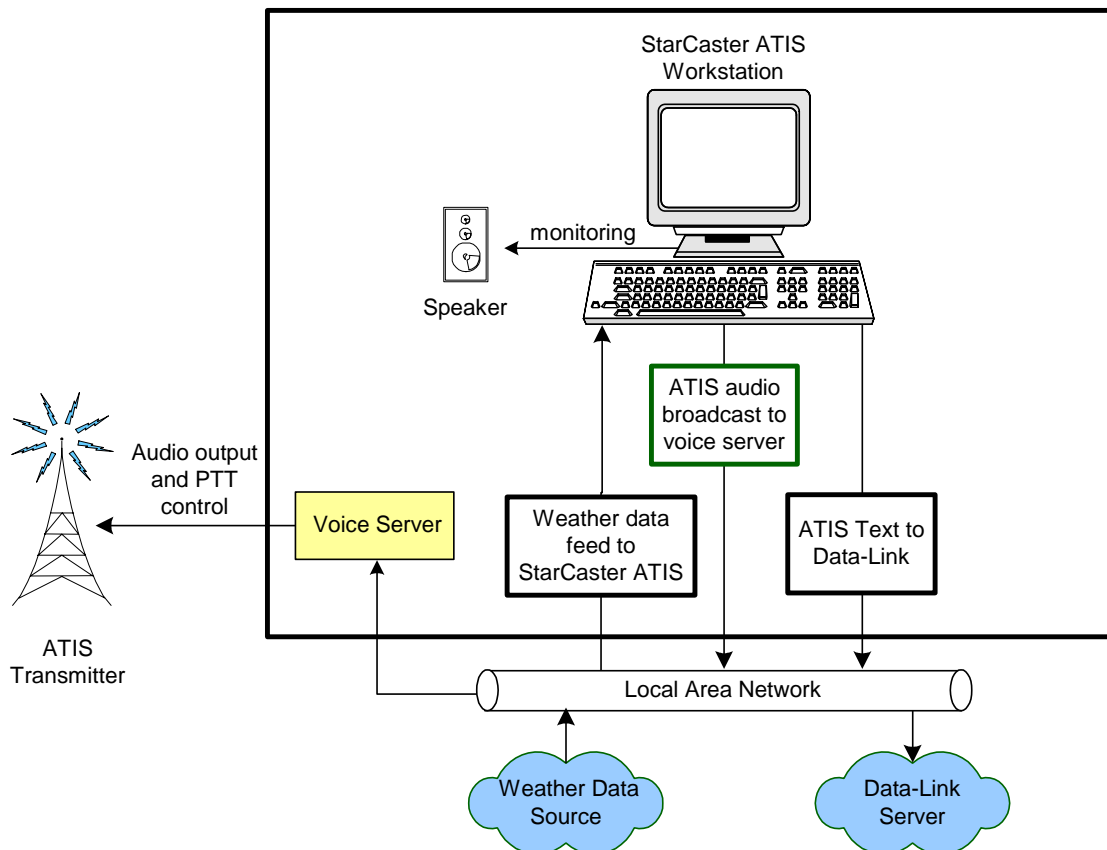 StarCaster ATIS
Workstation
monitoring
Speaker
ATIS audio
broadcast to
voice server
Audio output
and PTT
control
Voice Server
Weather data
feed to
StarCaster ATIS
ATIS Text to
Data-Link
ATIS
Transmitter
Local Area Network
Weather Data
Source
Data-Link
Server